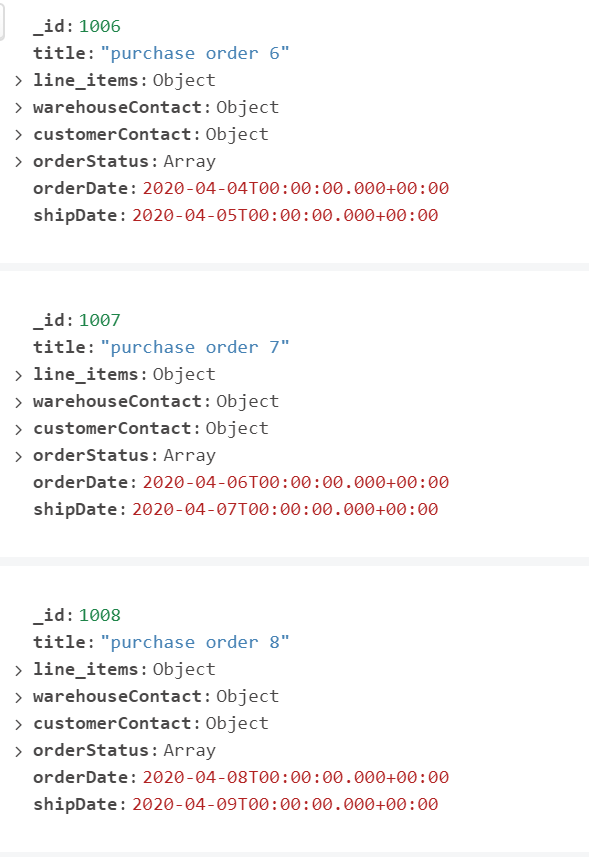 _id: 1006
title: "purchase order 6"
> line_items: Object
> warehouseContact: Object
> customerContact: Object
> orderStatus: Array
orderDate: 2020-04-04T00:00:00.000+00:00
shipDate: 2020-04-05T00:00:00.000+00:00
_id: 1007
title: "purchase order 7"
> line_items: Object
> warehouseContact: Object
> customerContact: Object
> orderStatus: Array
orderDate: 2020-04-06T00:00:00.000+00:00
shipDate: 2020-04-07T00:00:00.000+00:00
_id: 1008
title: "purchase order 8"
> line_items: Object
> warehouseContact: Object
> customerContact: Object
> orderStatus: Array
orderDate: 2020-04-08T00:00:00.000+00:00
shipDate: 2020-04-09T00:00:00.000+00:00